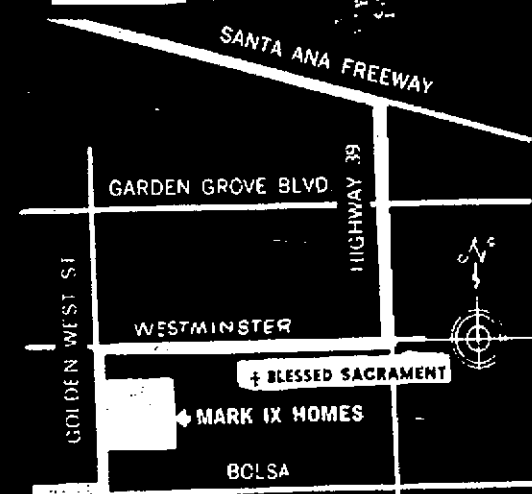 SANTA ANA FREEWAY
HIGHWAY 39
GARDEN GROVE BLVD.
GOLDEN WEST ST
WESTMINSTER
† BLESSED SACRAMENT
MARK IX HOMES
BOLSA
N